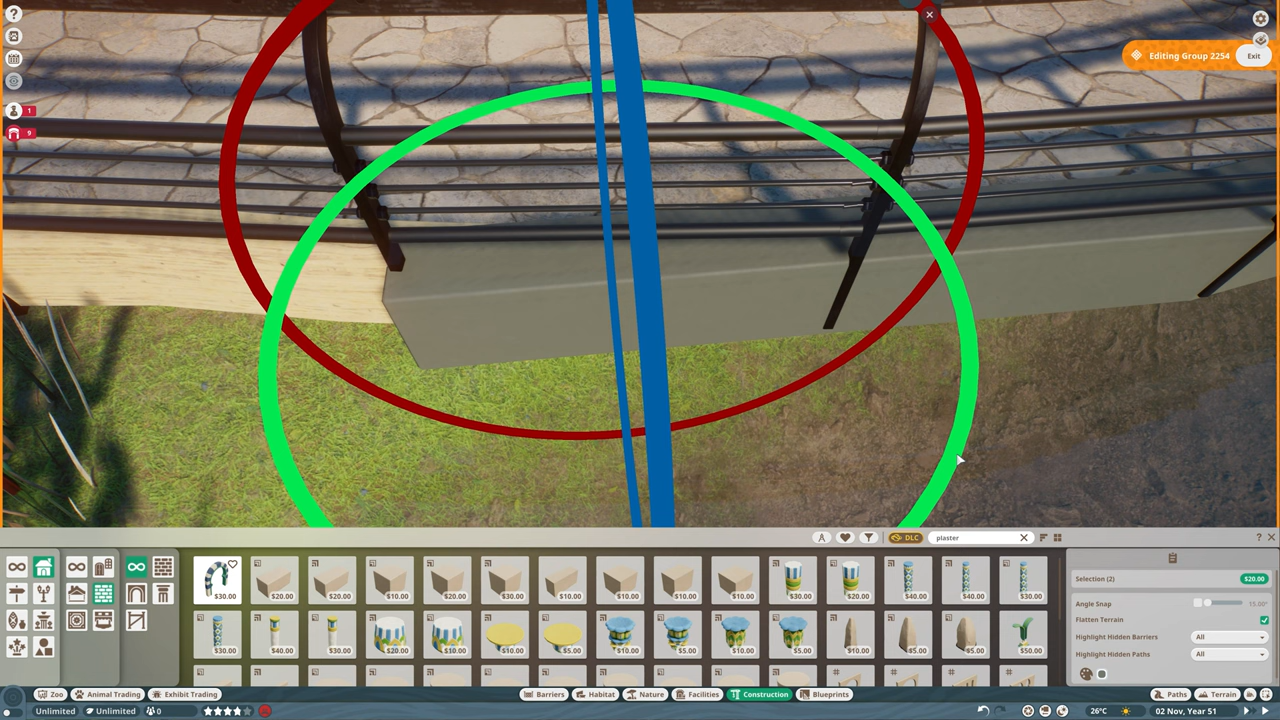 Editing Group 2254
Exit
1
9
DLC
plaster
$30.00
$20.00
$20.00
$10.00
$20.00
$30.00
$10.00
$10.00
$10.00
$10.00
$30.00
$20.00
$40.00
$40.00
$30.00
$30.00
$40.00
$30.00
$20.00
$10.00
$10.00
$5.00
$10.00
$5.00
$10.00
$5.00
$10.00
$5.00
$5.00
$50.00
Selection (2)
$20.00
Angle Snap
15.00°
Flatten Terrain
Highlight Hidden Barriers
All
Highlight Hidden Paths
All
Zoo
Animal Trading
Exhibit Trading
Barriers
Habitat
Nature
Facilities
Construction
Blueprints
Paths
Terrain
Unlimited
Unlimited
0
26°C
02 Nov, Year 51